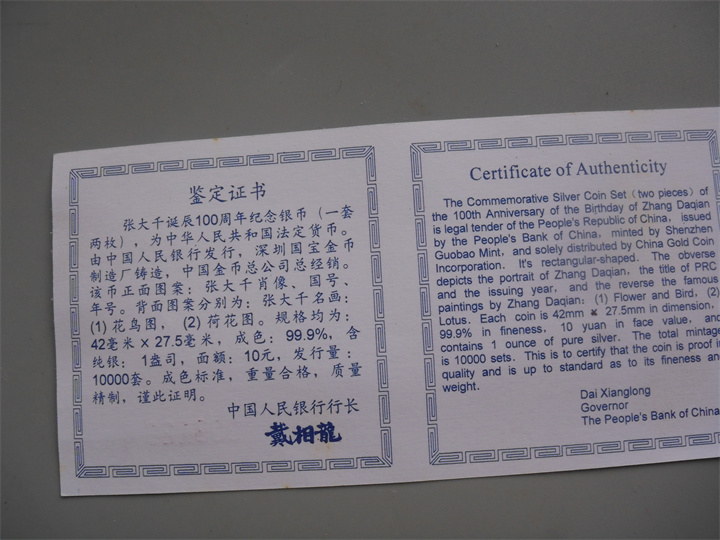 鉴定证书
张大千诞辰100周年纪念银币（一套
两枚），为中华人民共和国法定货币。
由中国人民银行发行，深圳国宝金币
制造厂铸造，中国金币总公司总经销。
该币正面图案：张大千肖像、国号、
年号。背面图案分别为：张大千名画：
(1) 花鸟图， (2) 荷花图。规格均为：
42毫米×27.5毫米，成色：99.9%，含
纯银：1盎司，面额：10元，发行量：
10000套。成色标准，重量合格，质量
精制，谨此证明。
中国人民银行行长
戴相龍
Certificate of Authenticity
The Commemorative Silver Coin Set (two pieces) of
the 100th Anniversary of the Birthday of Zhang Daqian
is legal tender of the People's Republic of China, issued
by the People's Bank of China, minted by Shenzhen
Guobao Mint, and solely distributed by China Gold Coin
Incorporation. It's rectangular-shaped. The obverse
depicts the portrait of Zhang Daqian, the title of PRC
and the issuing year, and the reverse the famous
paintings by Zhang Daqian: (1) Flower and Bird, (2)
Lotus. Each coin is 42mm × 27.5mm in dimension,
99.9% in fineness, 10 yuan in face value, and
contains 1 ounce of pure silver. The total mintage
is 10000 sets. This is to certify that the coin is proof in
quality and is up to standard as to its fineness and
weight.
Dai Xianglong
Governor
The People's Bank of China